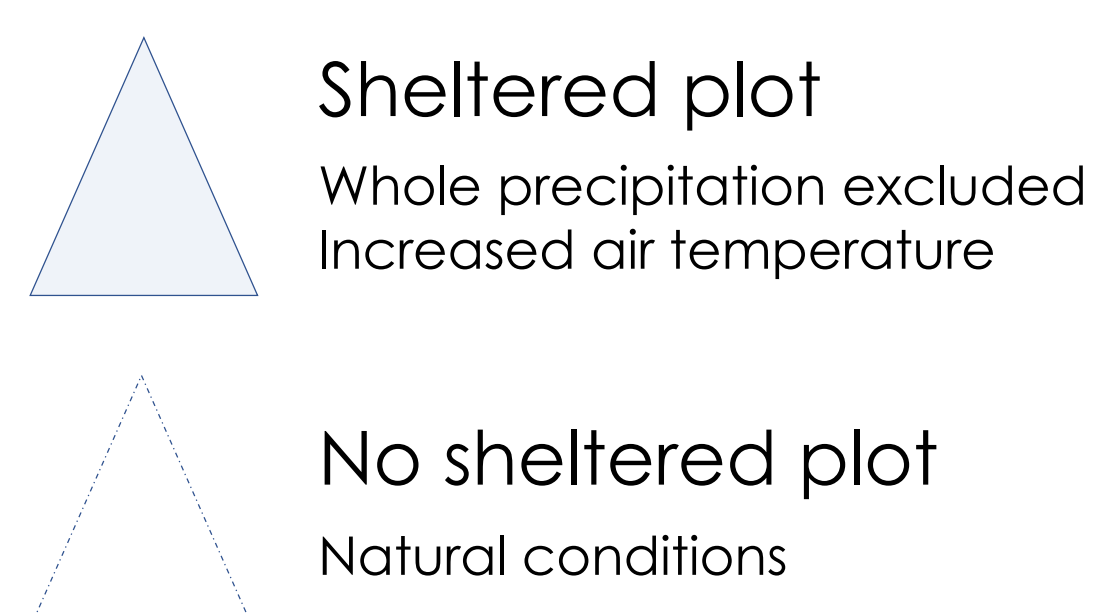 Sheltered plot
Whole precipitation excluded
Increased air temperature
No sheltered plot
Natural conditions